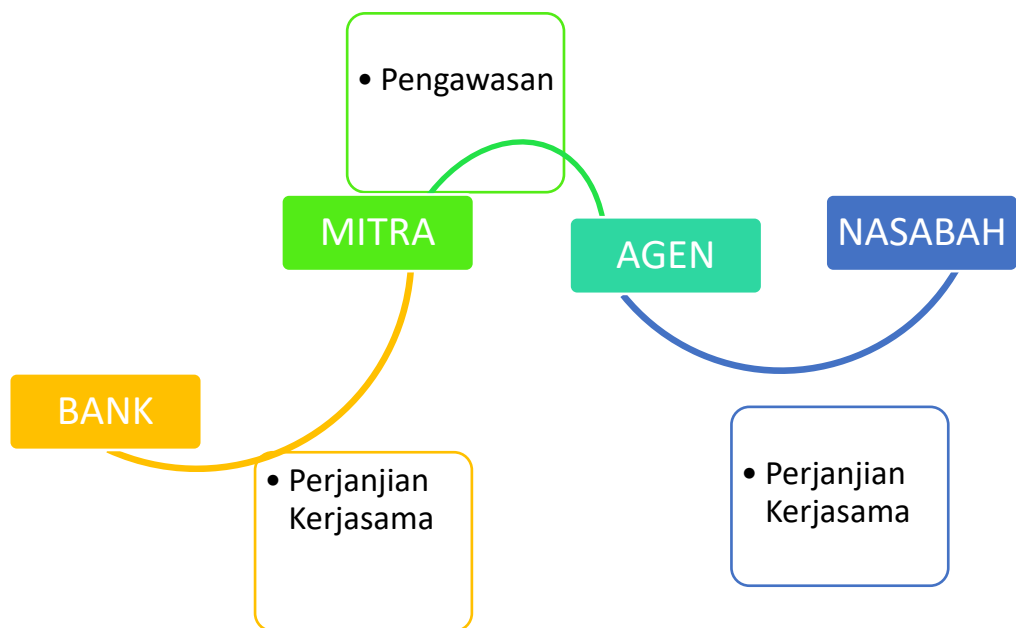 • Pengawasan
MITRA
AGEN
NASABAH
BANK
• Perjanjian
Kerjasama
• Perjanjian
Kerjasama